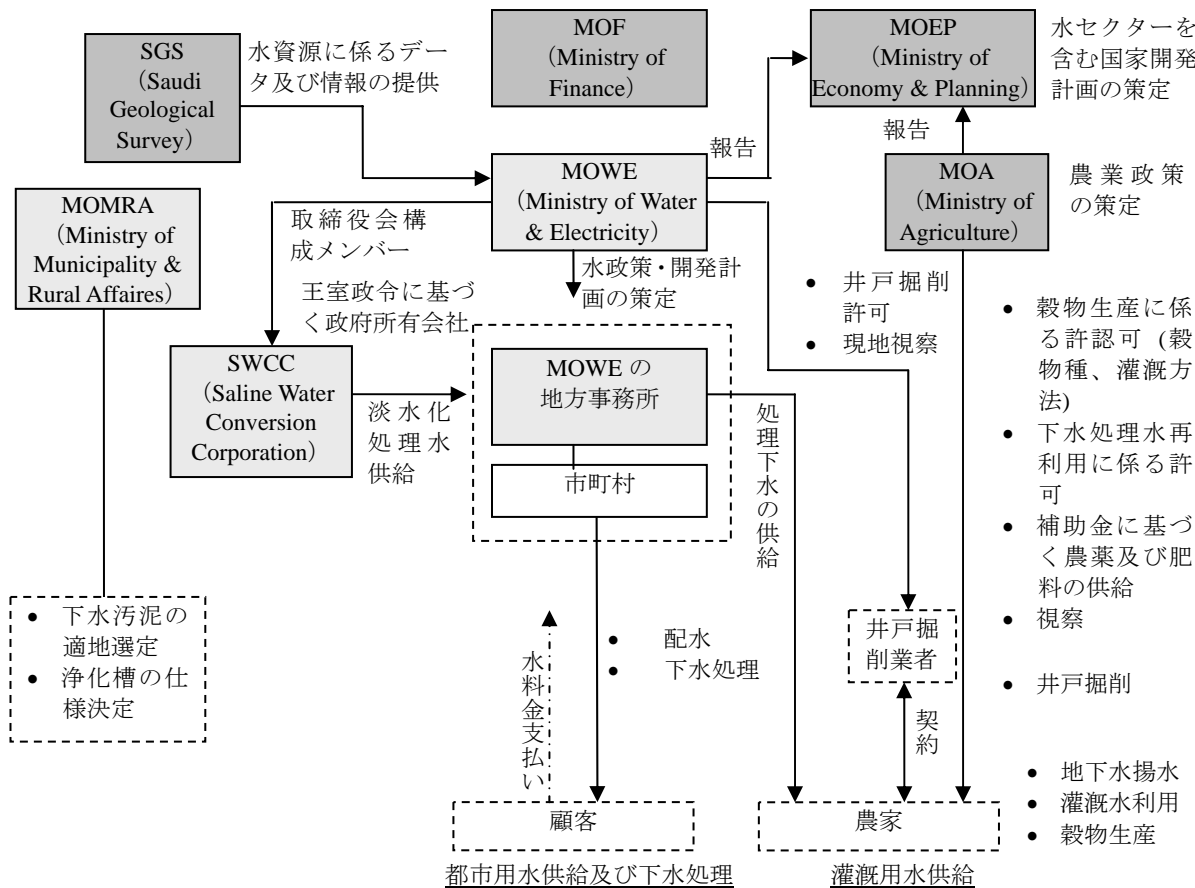 SGS
（Saudi
Geological
Survey）
水資源に係るデー
タ及び情報の提供
MOF
（Ministry of
Finance）
MOEP
（Ministry of
Economy & Planning）
水セクターを
含む国家開発
計画の策定
報告
報告
MOMRA
（Ministry of
Municipality &
Rural Affaires）
MOWE
（Ministry of Water
& Electricity）
MOA
（Ministry of
Agriculture）
農業政策
の策定
取締役会構
成メンバー
水政策・開発計
画の策定
王室政令に基づ
く政府所有会社
• 井戸掘削
許可
• 現地視察
SWCC
（Saline Water
Conversion
Corporation）
淡水化
処理水
供給
MOWE の
地方事務所
市町村
処理下水の供給
• 穀物生産に係
る許認可 (穀
物種、灌漑方
法)
• 下水処理水再
利用に係る許
可
• 補助金に基づ
く農薬及び肥
料の供給
• 視察
• 井戸掘削
• 下水汚泥の
適地選定
• 浄化槽の仕
様決定
水料金支払い
• 配水
• 下水処理
井戸掘
削業者
契約
• 地下水揚水
• 灌漑水利用
• 穀物生産
顧客
農家
都市用水供給及び下水処理
灌漑用水供給